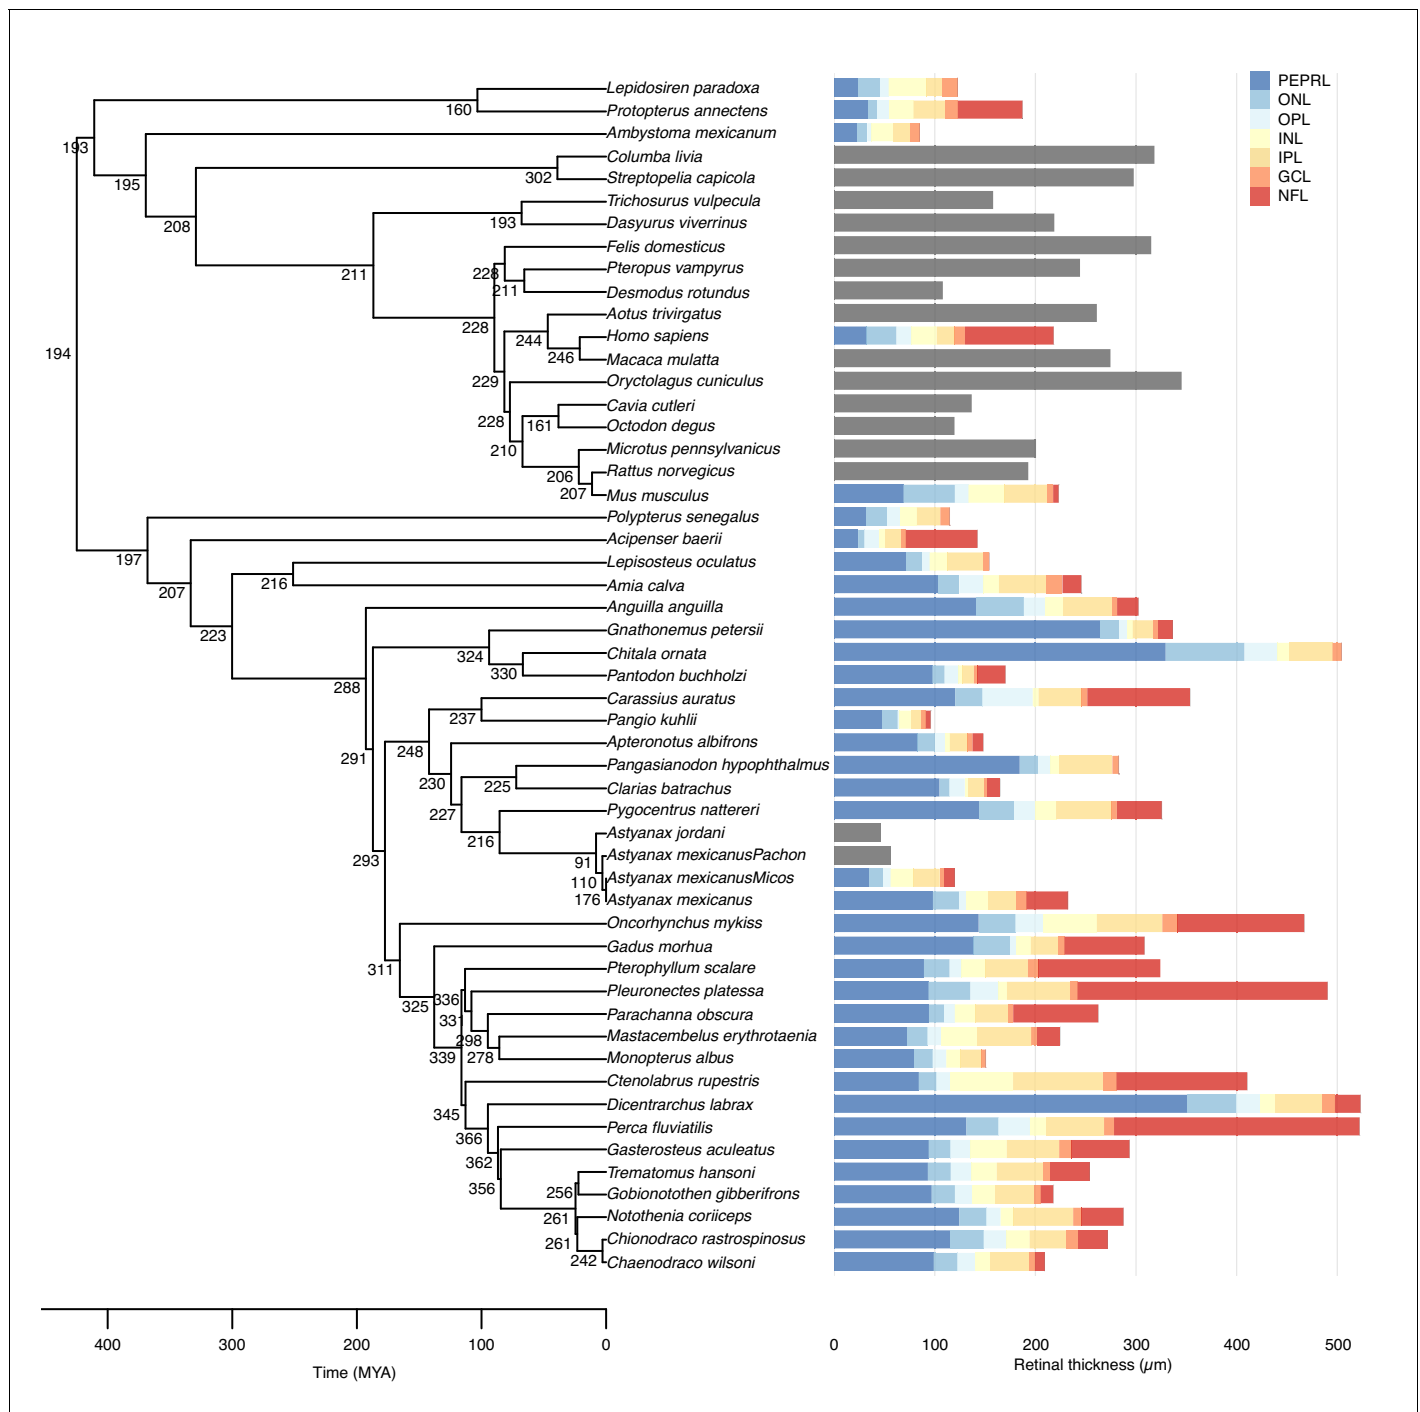 Lepidosiren paradoxa
PEPRL
160
Protopterus annectens
ONL
OPL
193
Ambystoma mexicanum
INL
Columba livia
IPL
195
302
Streptopelia capicola
GCL
Trichosurus vulpecula
NFL
208
193
Dasyurus viverrinus
Felis domesticus
211
228
Pteropus vampyrus
211
Desmodus rotundus
228
Aotus trivirgatus
244
Homo sapiens
194
246
Macaca mulatta
229
Oryctolagus cuniculus
Cavia cutleri
228
161
Octodon degus
210
Microtus pennsylvanicus
206
Rattus norvegicus
207
Mus musculus
Polypterus senegalus
197
Acipenser baerii
Lepisosteus oculatus
207
216
Amia calva
Anguilla anguilla
223
Gnathonemus petersii
324
Chitala ornata
330
Pantodon buchholzi
288
Carassius auratus
237
Pangio kuhlii
291
248
Apteronotus albifrons
Pangasianodon hypophthalmus
230
225
Clarias batrachus
227
Pygocentrus nattereri
216
Astyanax jordani
293
91
Astyanax mexicanusPachon
110
Astyanax mexicanusMicos
176
Astyanax mexicanus
Oncorhynchus mykiss
Gadus morhua
311
Pterophyllum scalare
325
336
Pleuronectes platessa
331
Parachanna obscura
298
Mastacembelus erythrotaenia
339
278
Monopterus albus
Ctenolabrus rupestris
345
Dicentrarchus labrax
366
Perca fluviatilis
362
Gasterosteus aculeatus
Trematomus hansoni
356
256
Gobionotothen gibberifrons
261
Notothenia coriiceps
261
Chionodraco rastrospinosus
242
Chaenodraco wilsoni
400 300 200 100 0
Time (MYA)
0 100 200 300 400 500
Retinal thickness (μm)